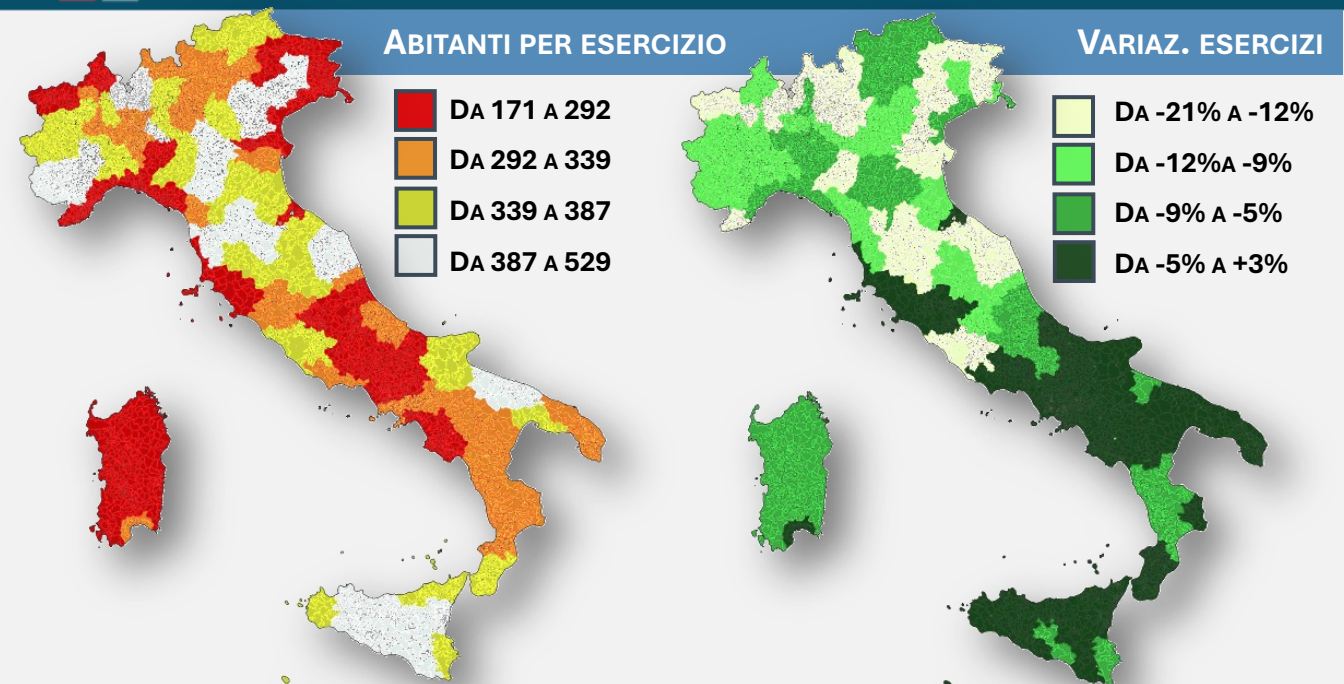 ABITANTI PER ESERCIZIO
DA 171 A 292
DA 292 A 339
DA 339 A 387
DA 387 A 529
VARIAZ. ESERCIZI
DA -21% A -12%
DA -12%A -9%
DA -9% A -5%
DA -5% A +3%